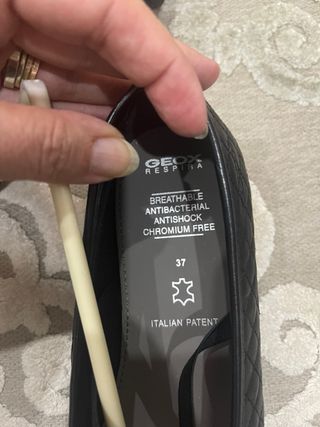 GEOX
RESPIRA
BREATHABLE
ANTIBACTERIAL
ANTISHOCK
CHROMIUM FREE
37
ITALIAN PATENT